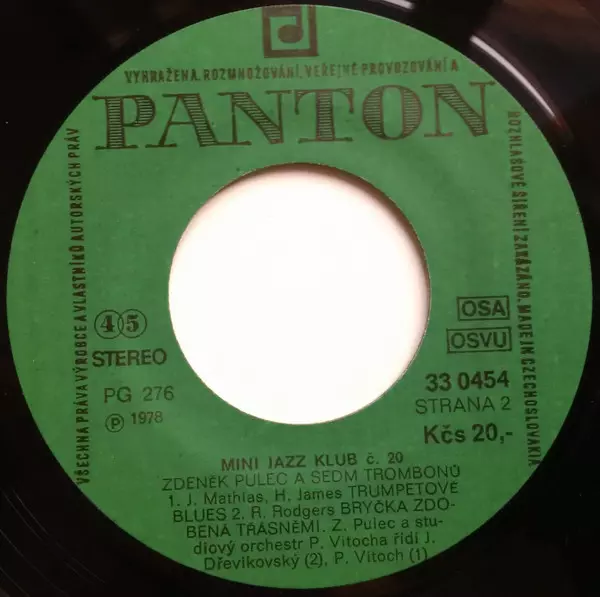 VŠECHNA PRÁVA VÝROBCE A VLASTNÍKŮ AUTORSKÝCH PRÁV
VYHRAŽENA. ROZMNOŽOVÁNÍ, VEŘEJNÉ PROVOZOVÁNÍ A
ROZHLASOVÉ ŠÍŘENÍ ZAKÁZÁNO. MADE IN CZECHOSLOVAKIA
PANTON
45
STEREO
PG 276
Ⓟ 1978
OSA
OSVU
33 0454
STRANA 2
Kčs 20,-
MINI JAZZ KLUB č. 20
ZDENĚK PULEC A SEDM TROMBONŮ
1. J. Mathias, H. James TRUMPETOVÉ
BLUES 2. R. Rodgers BRYČKA ZDO-
BENÁ TŘÁSNĚMI. Z. Pulec a stu-
diový orchestr P. Vitocha řídí J.
Dřevikovský (2), P. Vitoch (1)